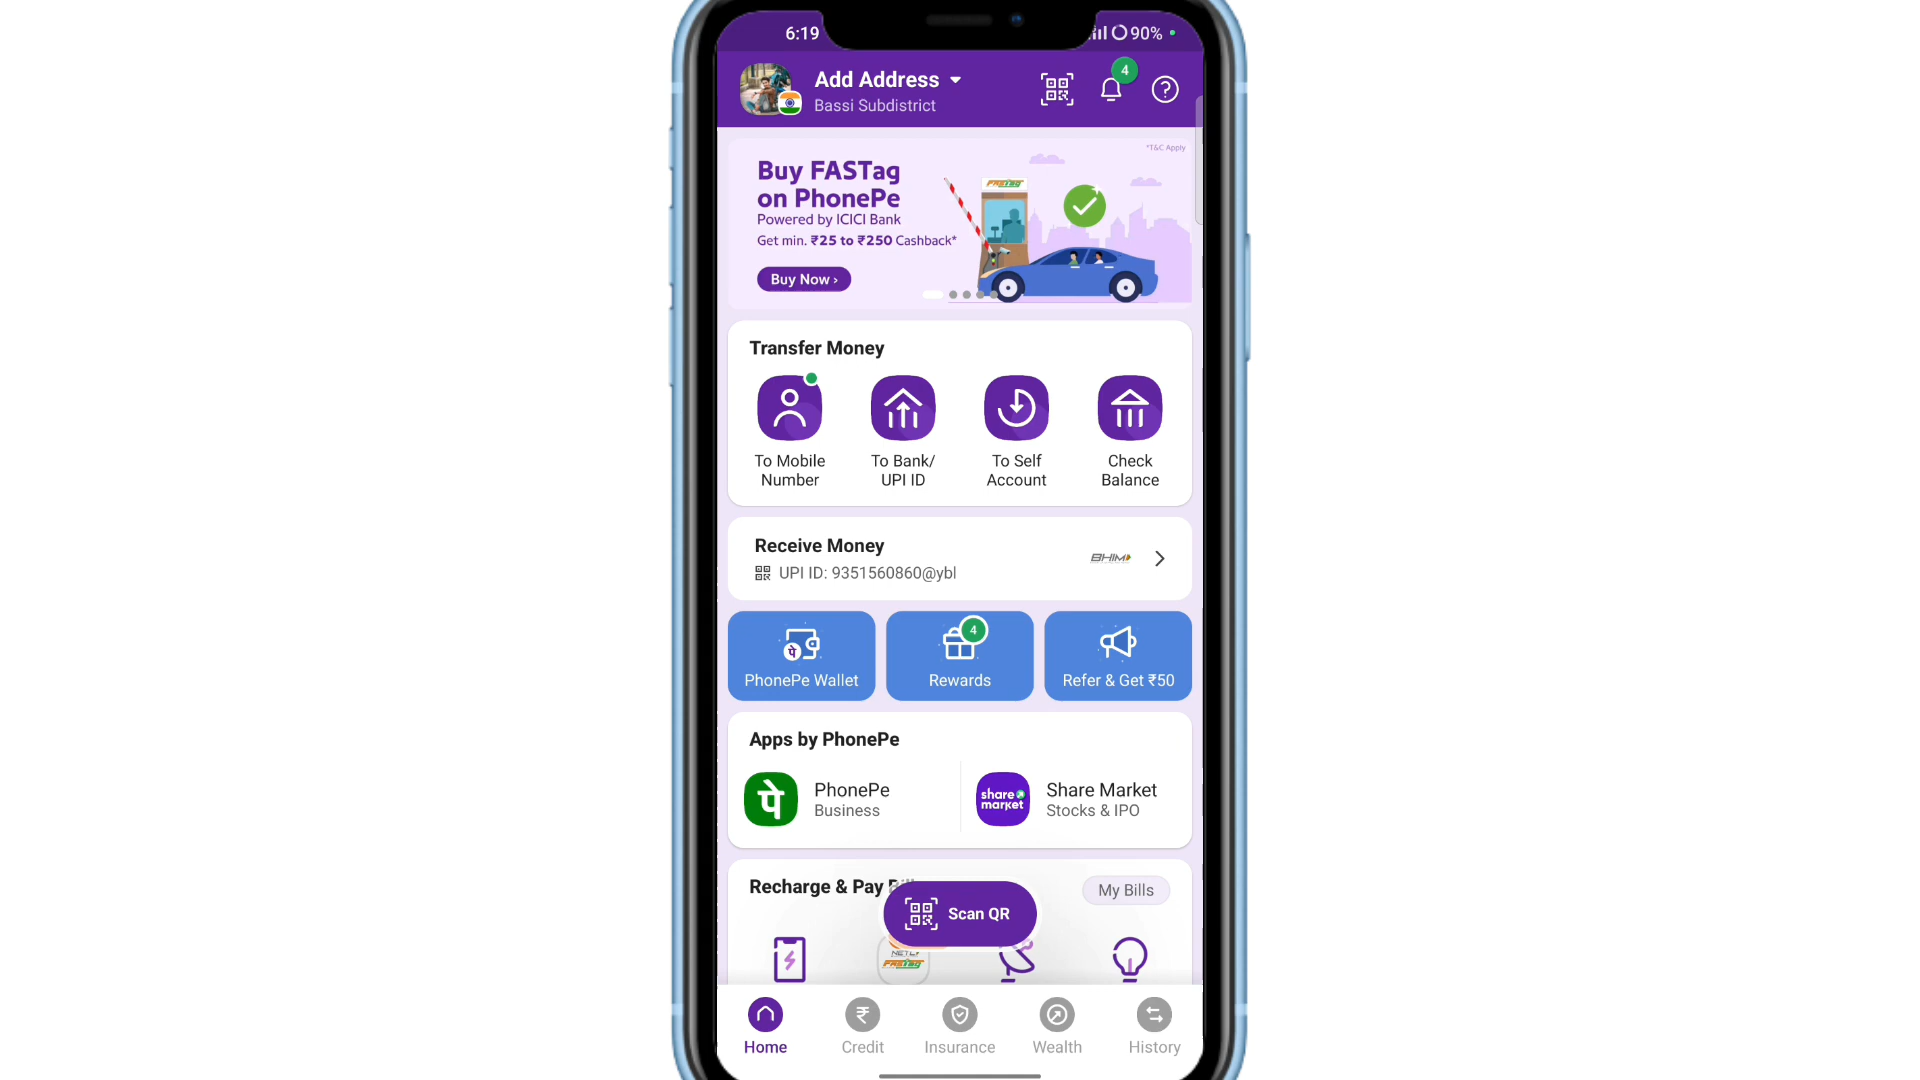 6:19
90%
Add Address
Bassi Subdistrict
4
*T&C Apply
Buy FASTag
on PhonePe
Powered by ICICI Bank
Get min. ₹25 to ₹250 Cashback*
Buy Now ›
FASTag
Transfer Money
To Mobile
Number
To Bank/
UPI ID
To Self
Account
Check
Balance
Receive Money
UPI ID: 9351560860@ybl
BHIM
पे
PhonePe Wallet
4
Rewards
Refer & Get ₹50
Apps by PhonePe
पे
PhonePe
Business
share
market
Share Market
Stocks & IPO
Recharge & Pay
My Bills
Scan QR
FASTag
Home
Credit
Insurance
Wealth
History